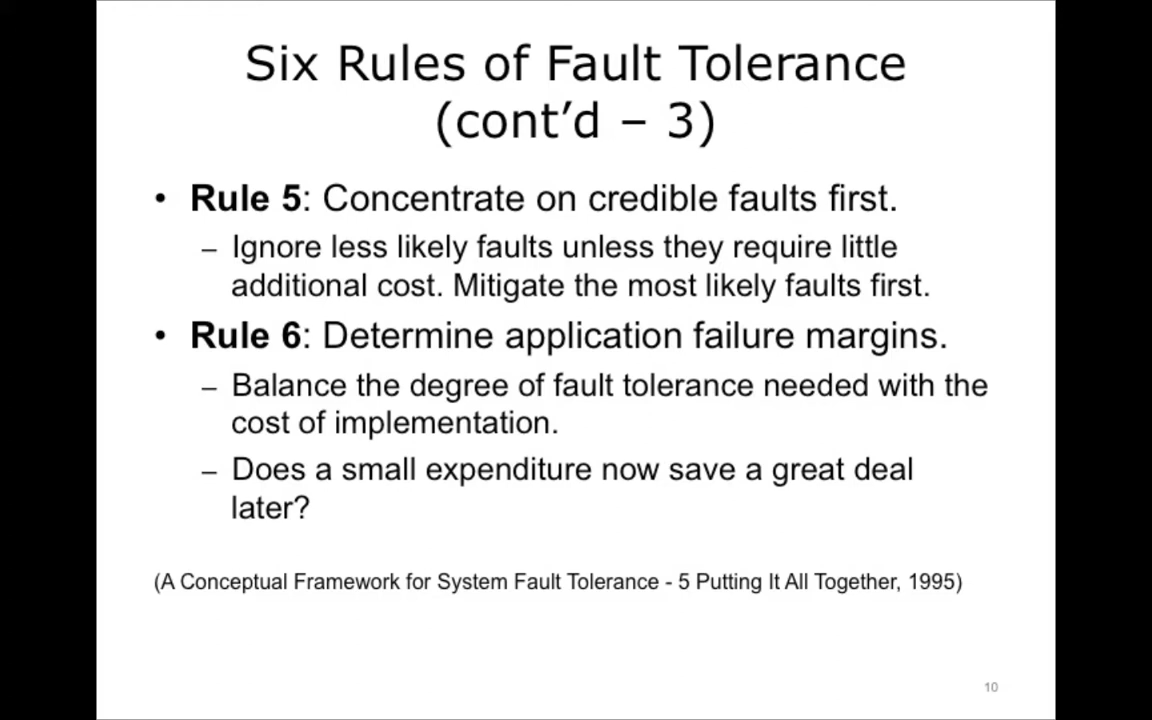 Six Rules of Fault Tolerance
(cont’d – 3)
• Rule 5: Concentrate on credible faults first.
– Ignore less likely faults unless they require little
additional cost. Mitigate the most likely faults first.
• Rule 6: Determine application failure margins.
– Balance the degree of fault tolerance needed with the
cost of implementation.
– Does a small expenditure now save a great deal
later?
(A Conceptual Framework for System Fault Tolerance - 5 Putting It All Together, 1995)
10